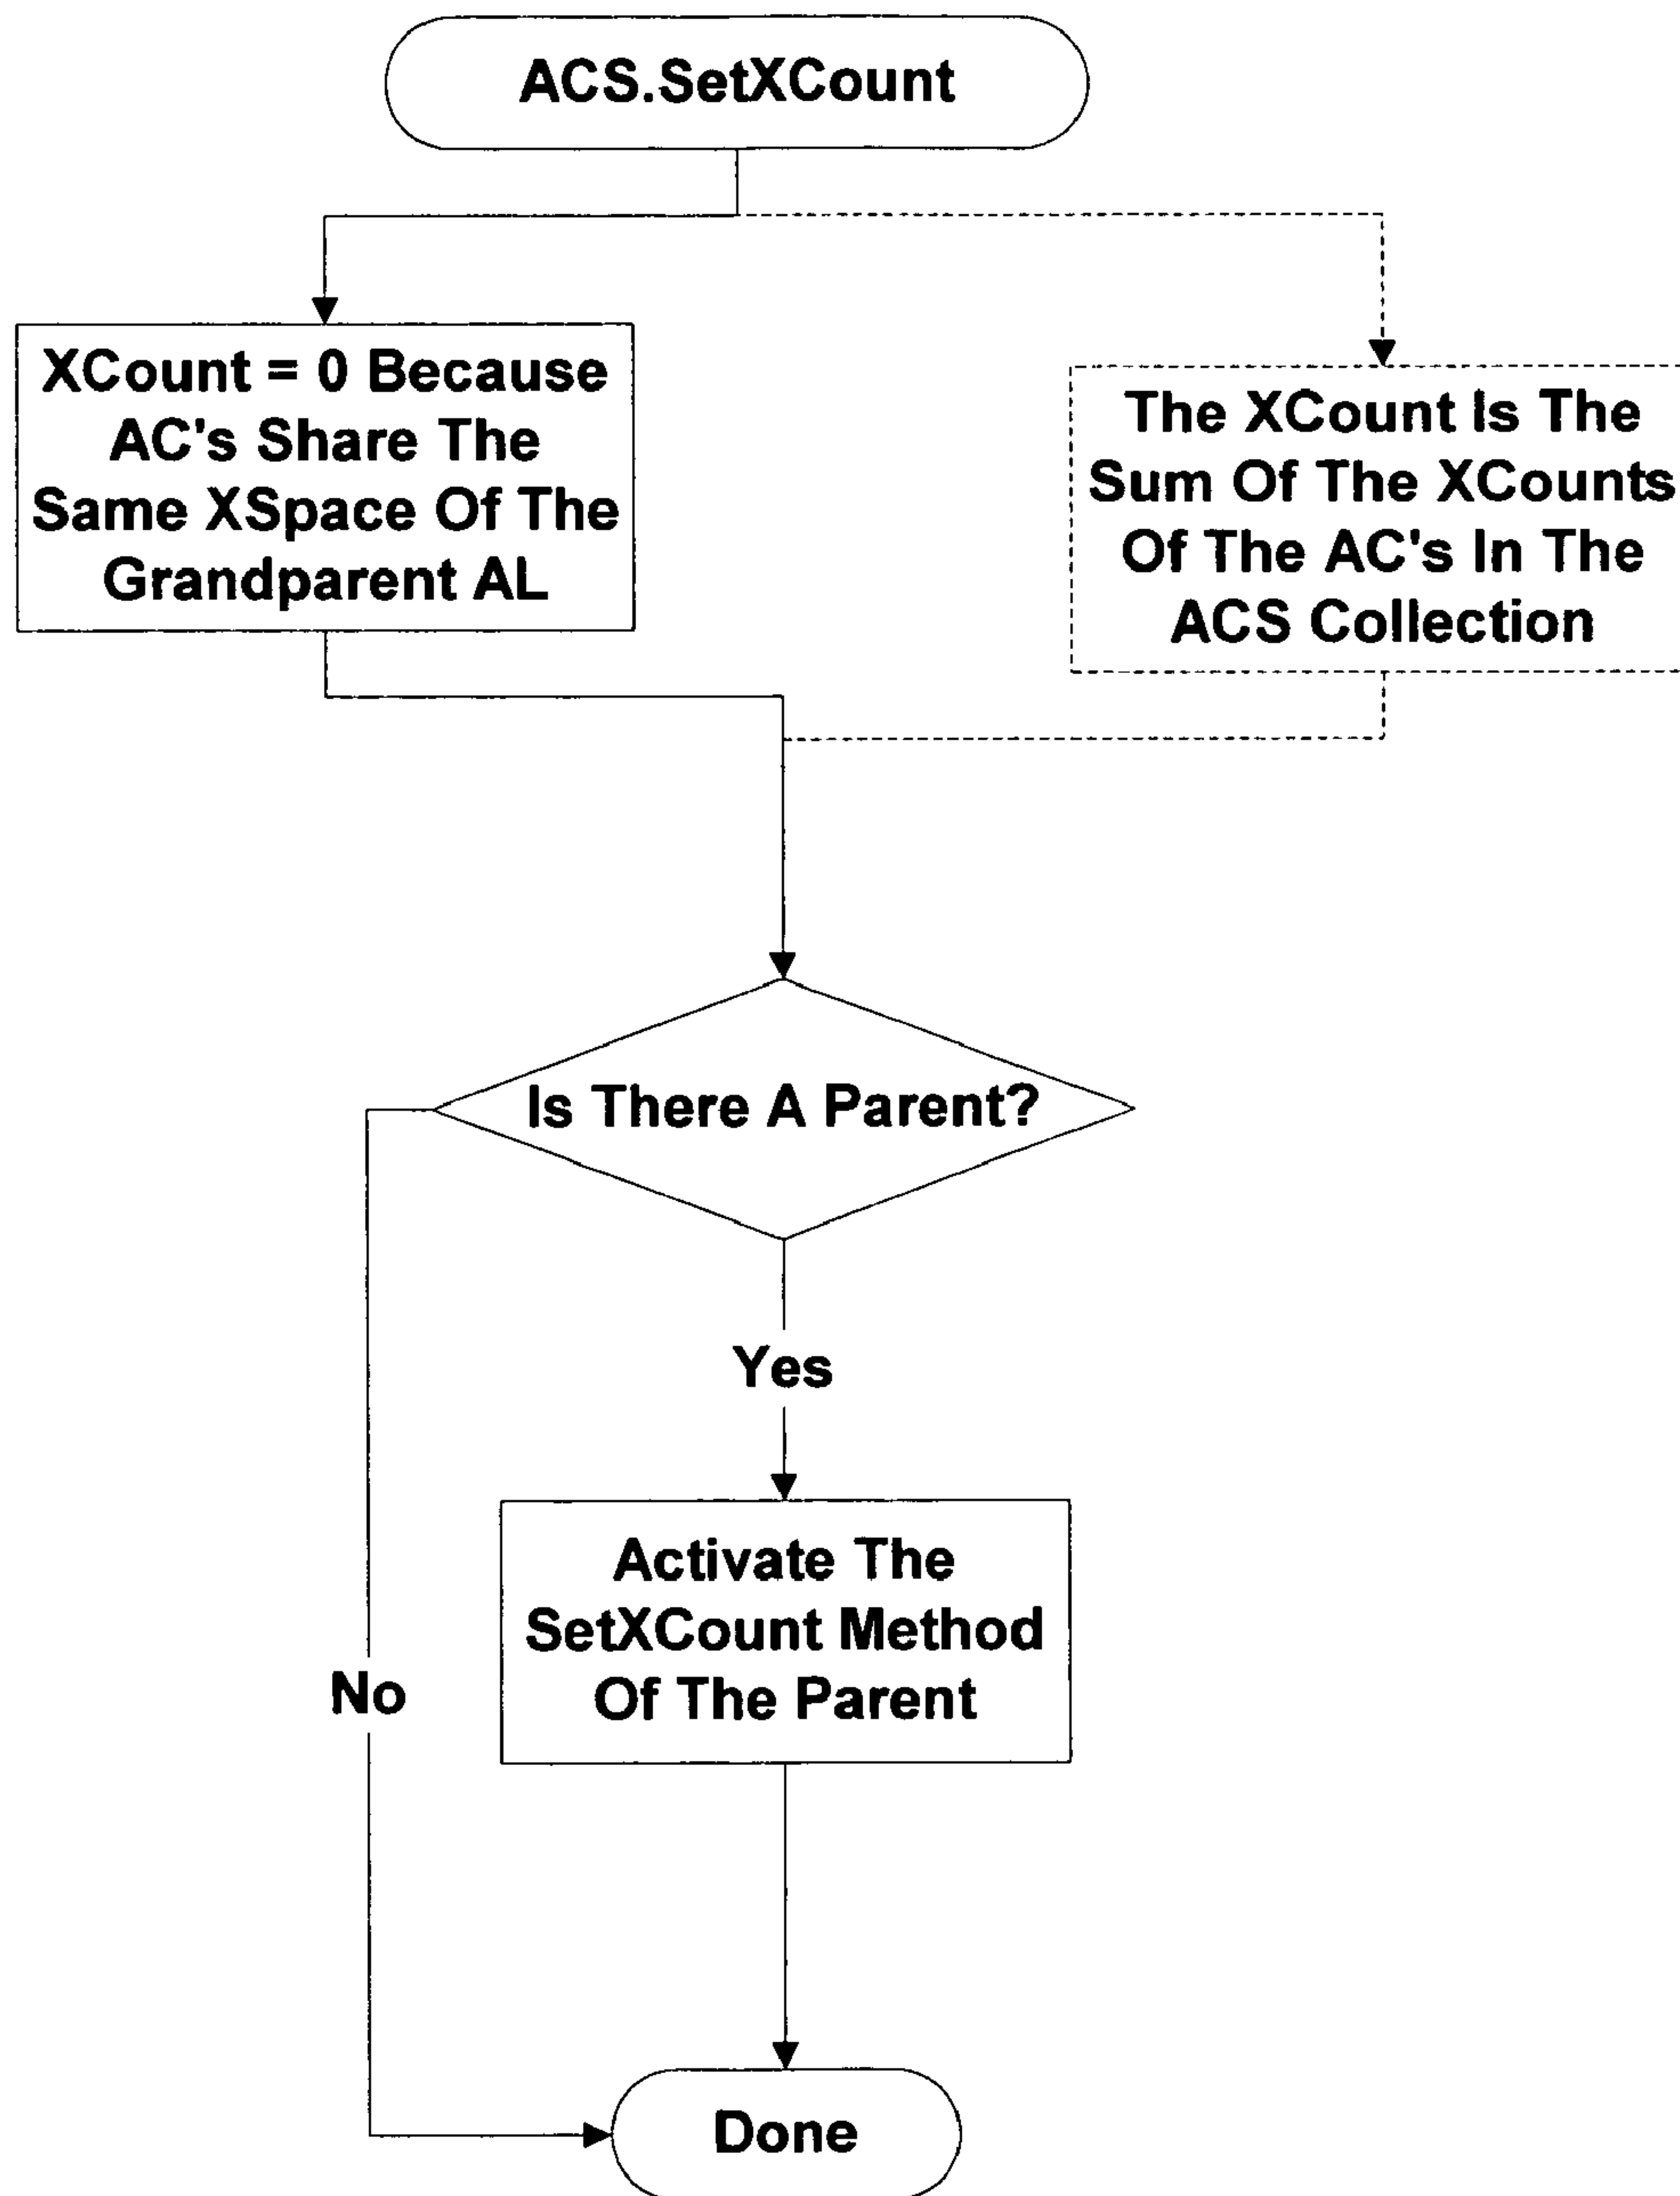 ACS.SetXCount
XCount = 0 Because
AC's Share The
Same XSpace Of The
Grandparent AL
The XCount Is The
Sum Of The XCounts
Of The AC's In The
ACS Collection
Is There A Parent?
Yes
Activate The
SetXCount Method
Of The Parent
No
Done